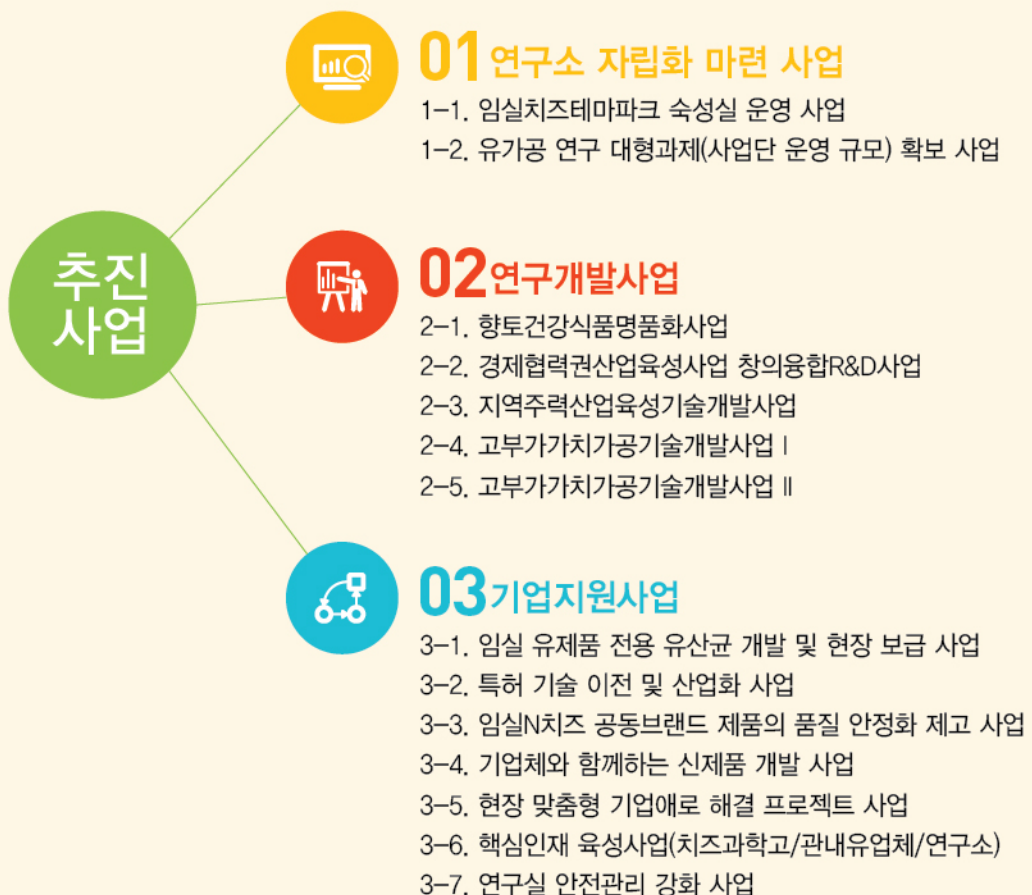 추진
사업
01 연구소 자립화 마련 사업
1-1. 임실치즈테마파크 숙성실 운영 사업
1-2. 유가공 연구 대형과제(사업단 운영 규모) 확보 사업
02 연구개발사업
2-1. 향토건강식품명품화사업
2-2. 경제협력권산업육성사업 창의융합R&D사업
2-3. 지역주력산업육성기술개발사업
2-4. 고부가가치가공기술개발사업 Ⅰ
2-5. 고부가가치가공기술개발사업 Ⅱ
03 기업지원사업
3-1. 임실 유제품 전용 유산균 개발 및 현장 보급 사업
3-2. 특허 기술 이전 및 산업화 사업
3-3. 임실N치즈 공동브랜드 제품의 품질 안정화 제고 사업
3-4. 기업체와 함께하는 신제품 개발 사업
3-5. 현장 맞춤형 기업애로 해결 프로젝트 사업
3-6. 핵심인재 육성사업(치즈과학고/관내유업체/연구소)
3-7. 연구실 안전관리 강화 사업